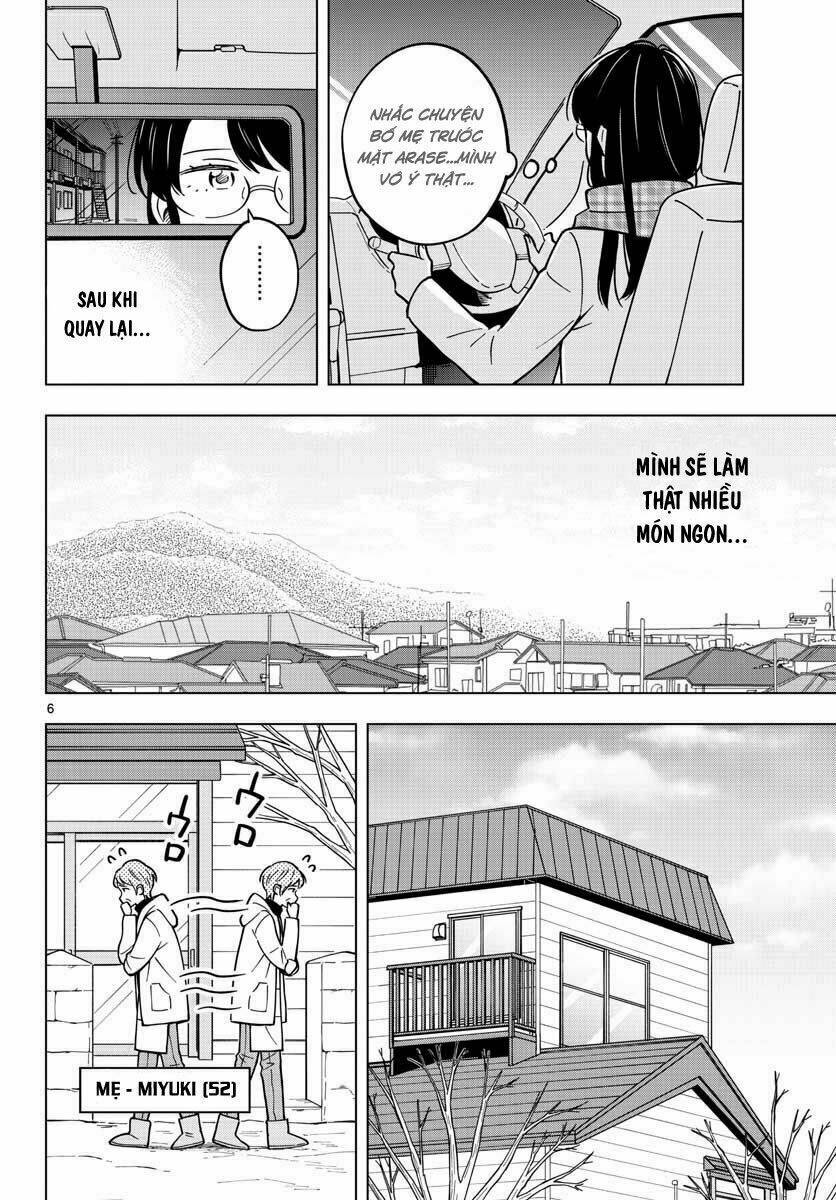 NHẮC CHUYỆN
BỐ MẸ TRƯỚC
MẶT ARASE...MÌNH
VÔ Ý THẬT...
.........
SAU KHI
QUAY LẠI...
MÌNH SẼ LÀM
THẬT NHIỀU
MÓN NGON...
6
ウロ
ウロ
MẸ - MIYUKI (52)